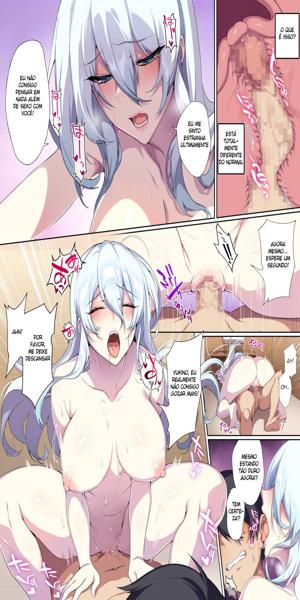 O QUE
É ISSO?
EU NÃO
CONSIGO
PENSAR
EM NADA
ALÉM DE
SEXO COM
VOCÊ!
EU ME
SINTO
ESTRANHA
ULTIMAMENTE
ESTÁ
TOTAL-
MENTE
DIFERENTE
DO NORMAL
AGORA
MESMO...
ESPERE UM
SEGUNDO!
AH!
POR
FAVOR,
ME DEIXE
DESCANSAR
YUKINO, EU
REALMENTE
NÃO
CONSIGO
GOZAR MAIS!
MESMO
ESTANDO
TÃO DURO
AGORA?
TEM
CERTE-
ZA?